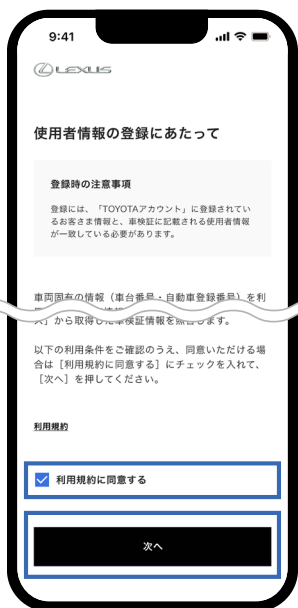 9:41
LEXUS
使用者情報の登録にあたって
登録時の注意事項
登録には、「TOYOTAアカウント」に登録されてい
るお客さま情報と、車検証に記載される使用者情報
が一致している必要があります。
車両固有の情報（車台番号・自動車登録番号）を利
から取得した車検証情報を照合します。
以下の利用条件をご確認のうえ、同意いただける場
合は［利用規約に同意する］にチェックを入れて、
［次へ］を押してください。
利用規約
利用規約に同意する
次へ